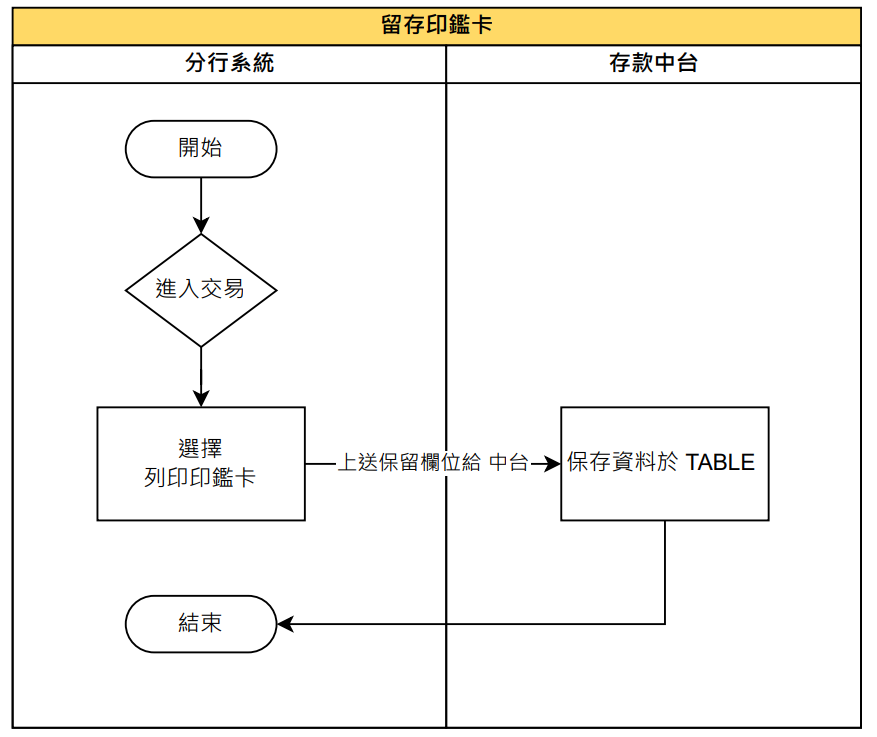 留存印鑑卡
分行系統
存款中台
開始
進入交易
選擇
列印印鑑卡
上送保留欄位給 中台
保存資料於 TABLE
結束